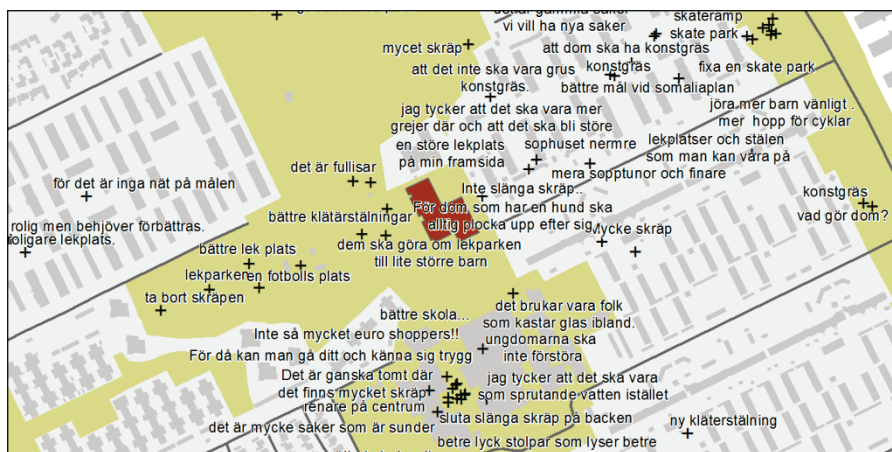 vi vill ha nya saker
skateramp
skate park
mycet skräp
att dom ska ha konstgräs
att det inte ska vara grus
konstgräs
fixa en skate park
konstgräs.
bättre mål vid somaliaplan
jag tycker att det ska vara mer
grejer där och att det ska bli större
jöra mer barn vänligt .
mer hopp för cyklar
en större lekplats
på min framsida
sophuset nermre
lekplatser och stälen
som man kan våra på
det är fullisar
mera sopptunor och finare
för det är inga nät på målen
Inte slänga skräp..
konstgräs
vad gör dom?
För dom som har en hund ska
alltig plocka upp efter sig
bättre klätärstälningar
rolig men behöver förbättras.
roligare lekplats.
Mycke skräp
dem ska göra om lekparken
till lite större barn
bättre lek plats
lekparken
en fotbolls plats
ta bort skräpen
det brukar vara folk
som kastar glas ibland.
bättre skola...
Inte så mycket euro shoppers!!
ungdomarna ska
inte förstöra
För då kan man gå ditt och känna sig trygg
Det är ganska tomt där
jag tycker att det ska vara
som sprutande vatten istället
det finns mycket skräp
renare på centrum
sluta slänga skräp på backen
ny kläterstälning
det är mycke saker som är sunder
betre lyck stolpar som lyser betre